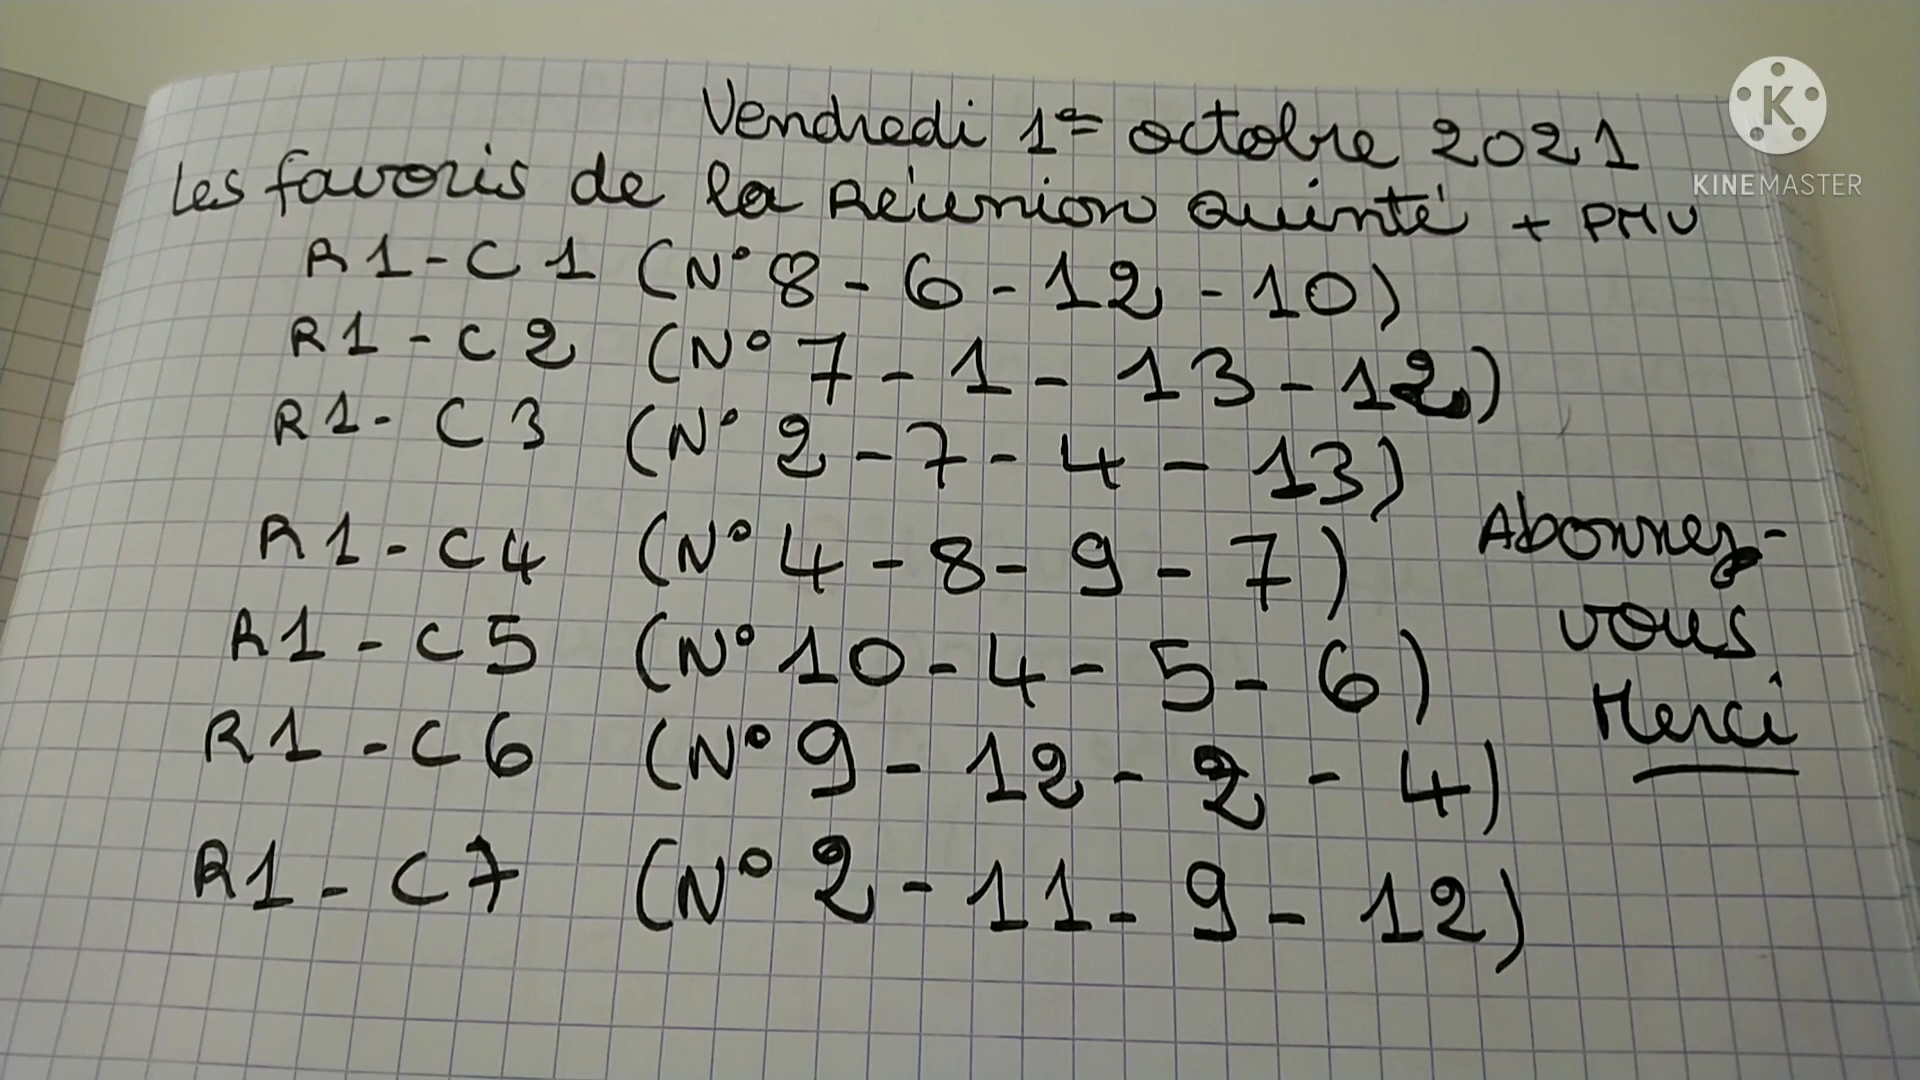 Vendredi 1er octobre 2021
Les favoris de la Réunion Quinté + PMU
R1-C1 (N° 8 - 6 - 12 - 10)
R1 - C2 (N° 7 - 1 - 13 - 12)
R1- C3 (N° 2 - 7 - 4 - 13)
R1 - C4 (N° 4 - 8 - 9 - 7)
R1 - C5 (N° 10 - 4 - 5 - 6)
R1 - C6 (N° 9 - 12 - 2 - 4)
R1 - C7 (N° 2 - 11 - 9 - 12)
Abonnez-
vous
Merci
K
KINEMASTER